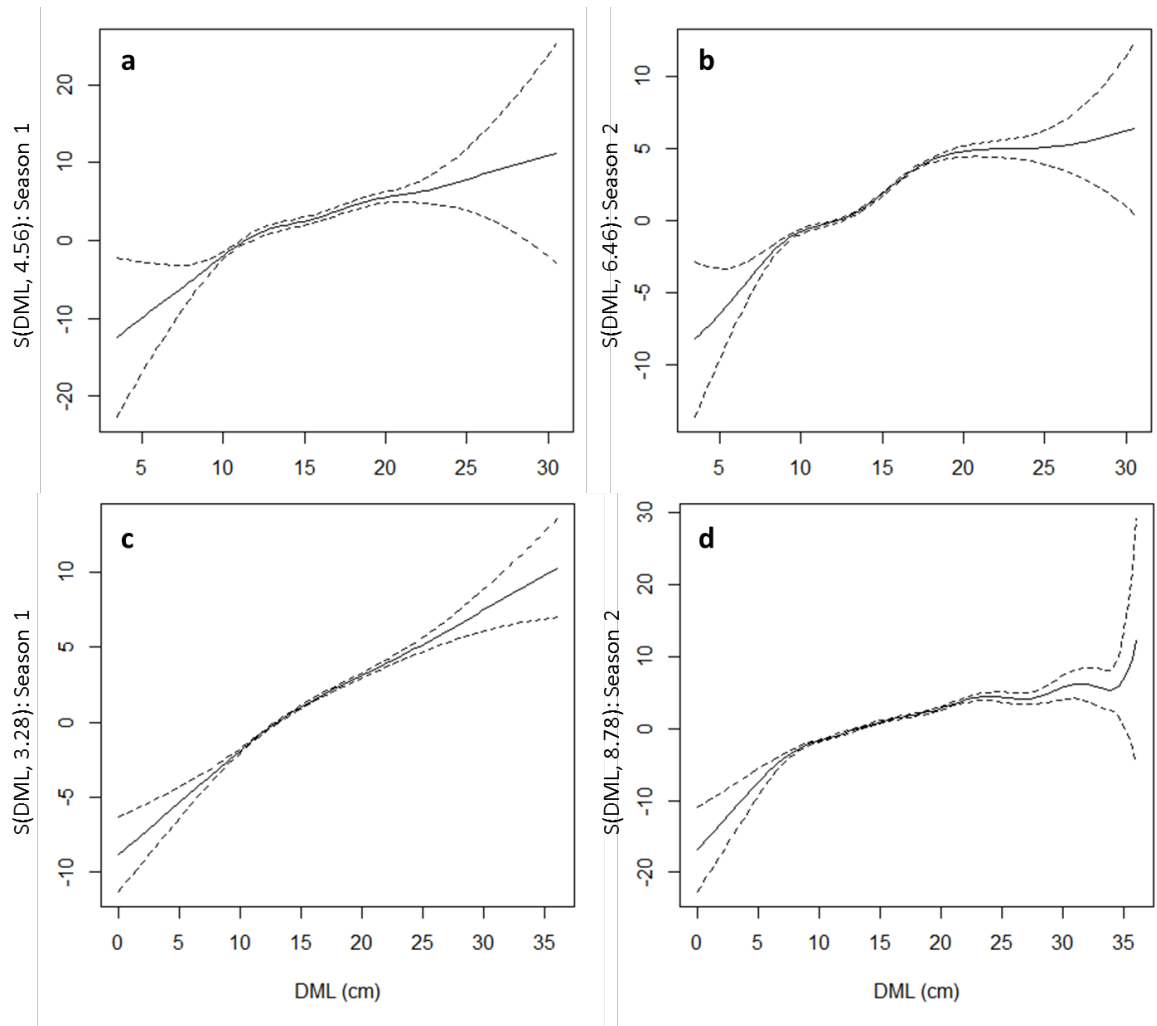 a
S(DML, 4.56): Season 1
20
10
0
-10
-20
5 10 15 20 25 30
b
S(DML, 6.46): Season 2
10
5
0
-5
-10
5 10 15 20 25 30
c
S(DML, 3.28): Season 1
10
5
0
-5
-10
0 5 10 15 20 25 30 35
DML (cm)
d
S(DML, 8.78): Season 2
30
20
10
0
-10
-20
0 5 10 15 20 25 30 35
DML (cm)